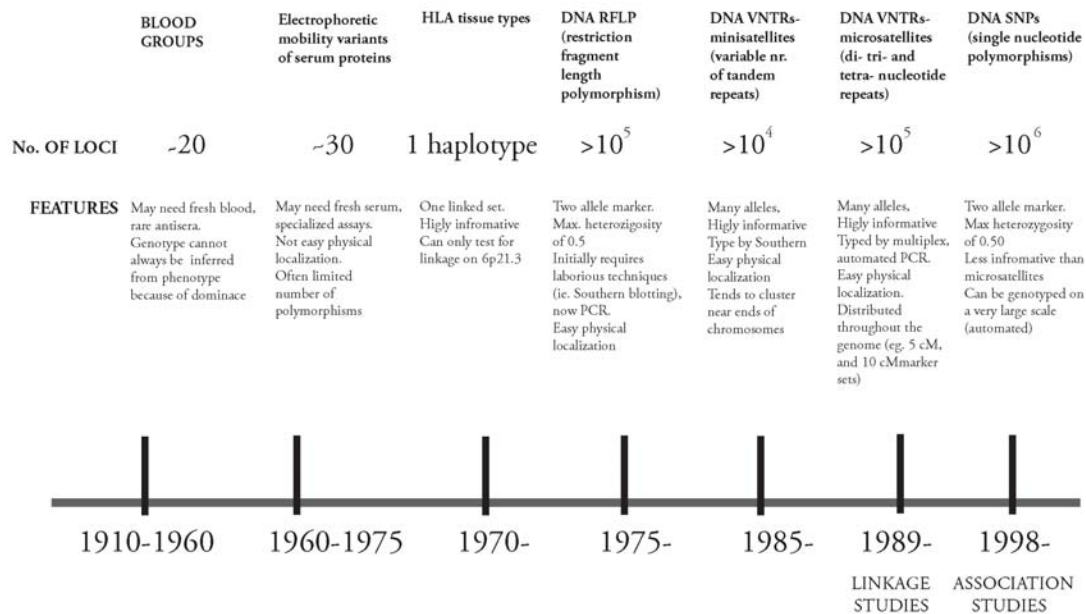 BLOOD
GROUPS
Electrophoretic
mobility variants
of serum proteins
HLA tissue types
DNA RFLP
(restriction
fragment
length
polymorphism)
DNA VNTRs-
minisatellites
(variable nr.
of tandem
repeats)
DNA VNTRs-
microsatellites
(di- tri- and
tetra- nucleotide
repeats)
DNA SNPs
(single nucleotide
polymorphisms)
No. OF LOCI
~20
~30
1 haplotype
>10^5
>10^4
>10^5
>10^6
FEATURES
May need fresh blood,
rare antisera.
Genotype cannot
always be inferred
from phenotype
because of dominace
May need fresh serum,
specialized assays.
Not easy physical
localization.
Often limited
number of
polymorphisms
One linked set.
Higly infromative
Can only test for
linkage on 6p21.3
Two allele marker.
Max. heterozigosity
of 0.5
Initially requires
laborious techniques
(ie. Southern blotting),
now PCR.
Easy physical
localization
Many alleles,
Higly informative
Type by Southern
Easy physical
localization
Tends to cluster
near ends of
chromosomes
Many alleles,
Higly informative
Typed by multiplex,
automated PCR.
Easy physical
localization.
Distributed
throughout the
genome (eg. 5 cM,
and 10 cMmarker
sets)
Two allele marker.
Max heterozygosity
of 0.50
Less infromative than
microsatellites
Can be genotyped on
a very large scale
(automated)
1910-1960
1960-1975
1970-
1975-
1985-
1989-
1998-
LINKAGE
STUDIES
ASSOCIATION
STUDIES